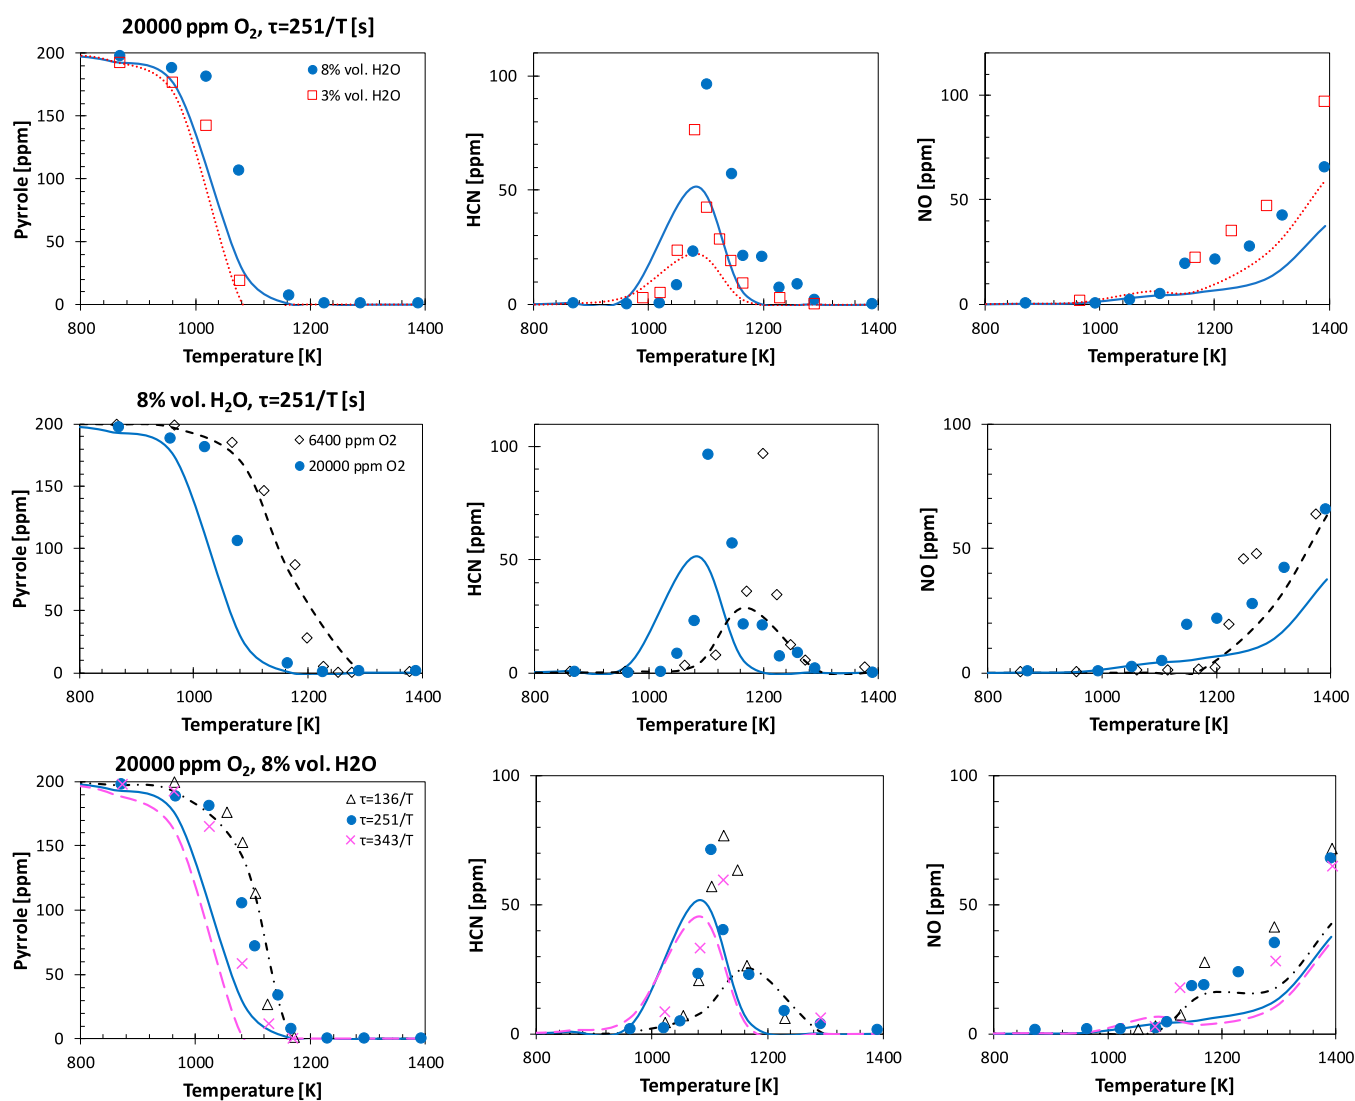 20000 ppm O₂, τ=251/T [s]
200
150
100
50
0
800
1000
1200
1400
Pyrrole [ppm]
Temperature [K]
8% vol. H2O
3% vol. H2O
100
50
0
800
1000
1200
1400
HCN [ppm]
Temperature [K]
100
50
0
800
1000
1200
1400
NO [ppm]
Temperature [K]
8% vol. H₂O, τ=251/T [s]
200
150
100
50
0
800
1000
1200
1400
Pyrrole [ppm]
Temperature [K]
6400 ppm O2
20000 ppm O2
100
50
0
800
1000
1200
1400
HCN [ppm]
Temperature [K]
100
50
0
800
1000
1200
1400
NO [ppm]
Temperature [K]
20000 ppm O₂, 8% vol. H2O
200
150
100
50
0
800
1000
1200
1400
Pyrrole [ppm]
Temperature [K]
τ=136/T
τ=251/T
τ=343/T
100
50
0
800
1000
1200
1400
HCN [ppm]
Temperature [K]
100
50
0
800
1000
1200
1400
NO [ppm]
Temperature [K]